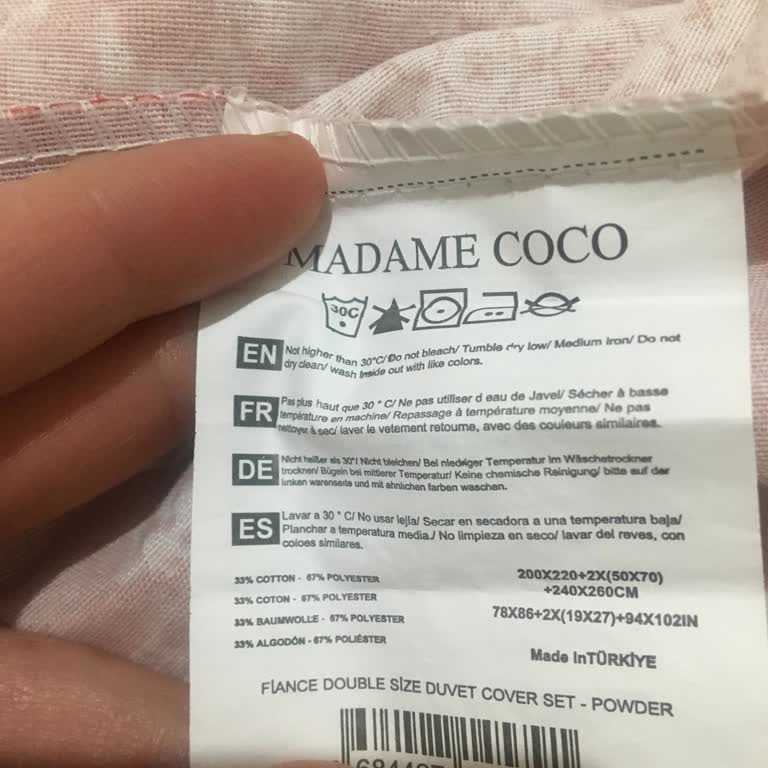 MADAME COCO
30C
EN Not higher than 30°C/ Do not bleach/ Tumble dry low/ Medium Iron/ Do not
dry clean/ wash Inside out with like colors.
FR Pas plus haut que 30 ° C/ Ne pas utiliser d eau de Javel/ Sécher à basse
température en machine/ Repassage à température moyenne/ Ne pas
nettoyer à sec/ laver le vetement retourne, avec des couleurs similaires.
DE Nicht heißer als 30°/ Nicht bleichen/ Bei niedriger Temperatur im Wäschetrockner
trocknen/ Bügeln bei mittlerer Temperatur/ Keine chemische Reinigung/ bitte auf der
linken warenseite und mit ahnlichen farben waschen.
ES Lavar a 30 ° C/ No usar lejla/ Secar en secadora a una temperatura baja/
Planchar a temperatura media./ No limpieza en seco/ lavar del reves, con
coloes similares.
33% COTTON - 67% POLYESTER
33% COTON - 67% POLYESTER
33% BAUMWOLLE - 67% POLYESTER
33% ALGODÓN - 67% POLIÉSTER
200X220+2X(50X70)
+240X260CM
78X86+2X(19X27)+94X102IN
Made InTÜRKİYE
FİANCE DOUBLE SİZE DUVET COVER SET - POWDER